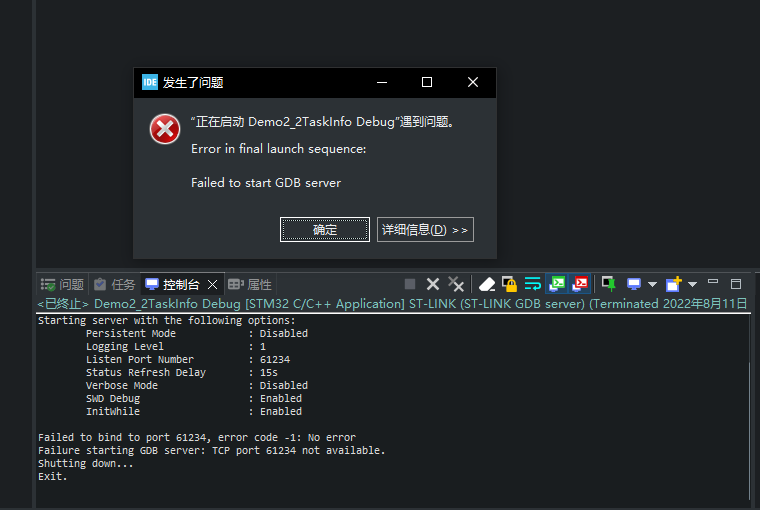 IDE 发生了问题
“正在启动 Demo2_2TaskInfo Debug”遇到问题。
Error in final launch sequence:
Failed to start GDB server
确定 详细信息(D) >>
问题 任务 控制台 属性
<已终止> Demo2_2TaskInfo Debug [STM32 C/C++ Application] ST-LINK (ST-LINK GDB server) (Terminated 2022年8月11日
Starting server with the following options:
Persistent Mode : Disabled
Logging Level : 1
Listen Port Number : 61234
Status Refresh Delay : 15s
Verbose Mode : Disabled
SWD Debug : Enabled
InitWhile : Enabled
Failed to bind to port 61234, error code -1: No error
Failure starting GDB server: TCP port 61234 not available.
Shutting down...
Exit.